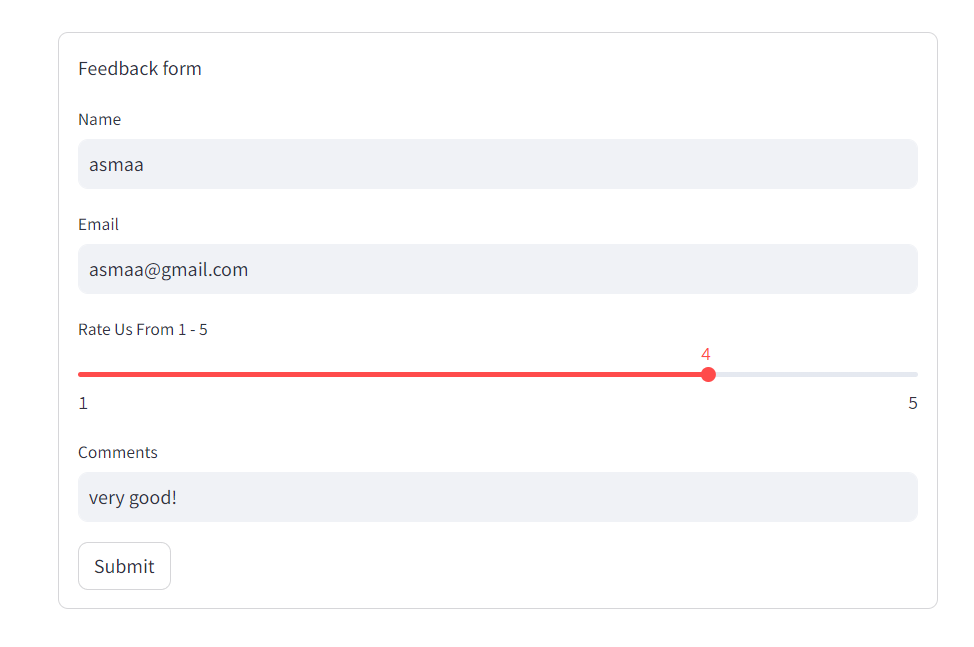 Feedback form
Name
asmaa
Email
asmaa@gmail.com
Rate Us From 1 - 5
4
1 5
Comments
very good!
Submit